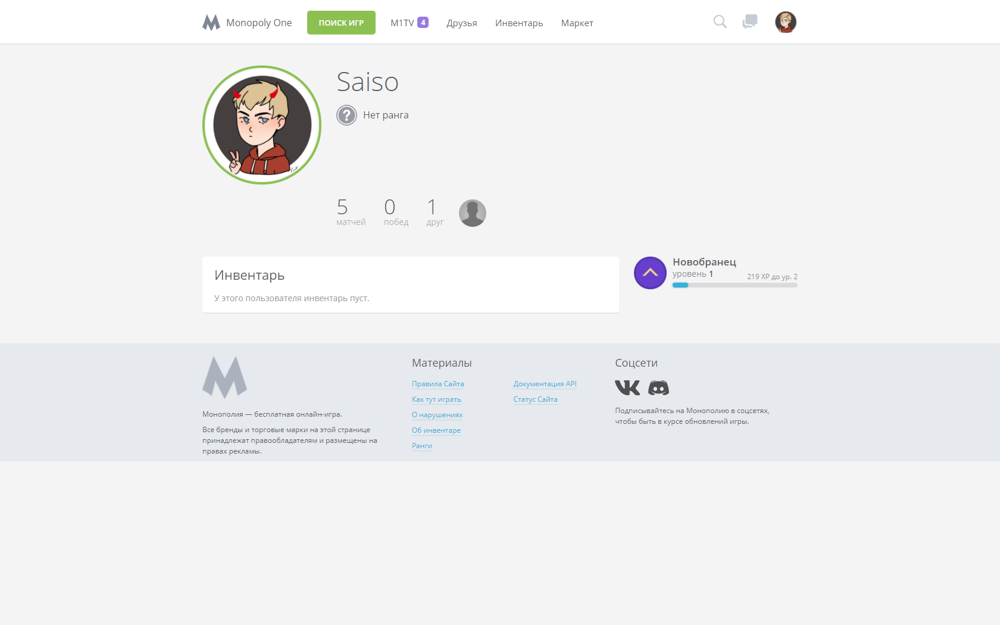 Monopoly One
ПОИСК ИГР
M1TV 4
Друзья
Инвентарь
Маркет
Saiso
? Нет ранга
5 матчей
0 побед
1 друг
Инвентарь
У этого пользователя инвентарь пуст.
Новобранец
уровень 1
219 XP до ур. 2
Монополия — бесплатная онлайн-игра.
Все бренды и торговые марки на этой странице
принадлежат правообладателям и размещены на
правах рекламы.
Материалы
Правила Сайта
Как тут играть
О нарушениях
Об инвентаре
Ранги
Документация API
Статус Сайта
Соцсети
Подписывайтесь на Монополию в соцсетях,
чтобы быть в курсе обновлений игры.